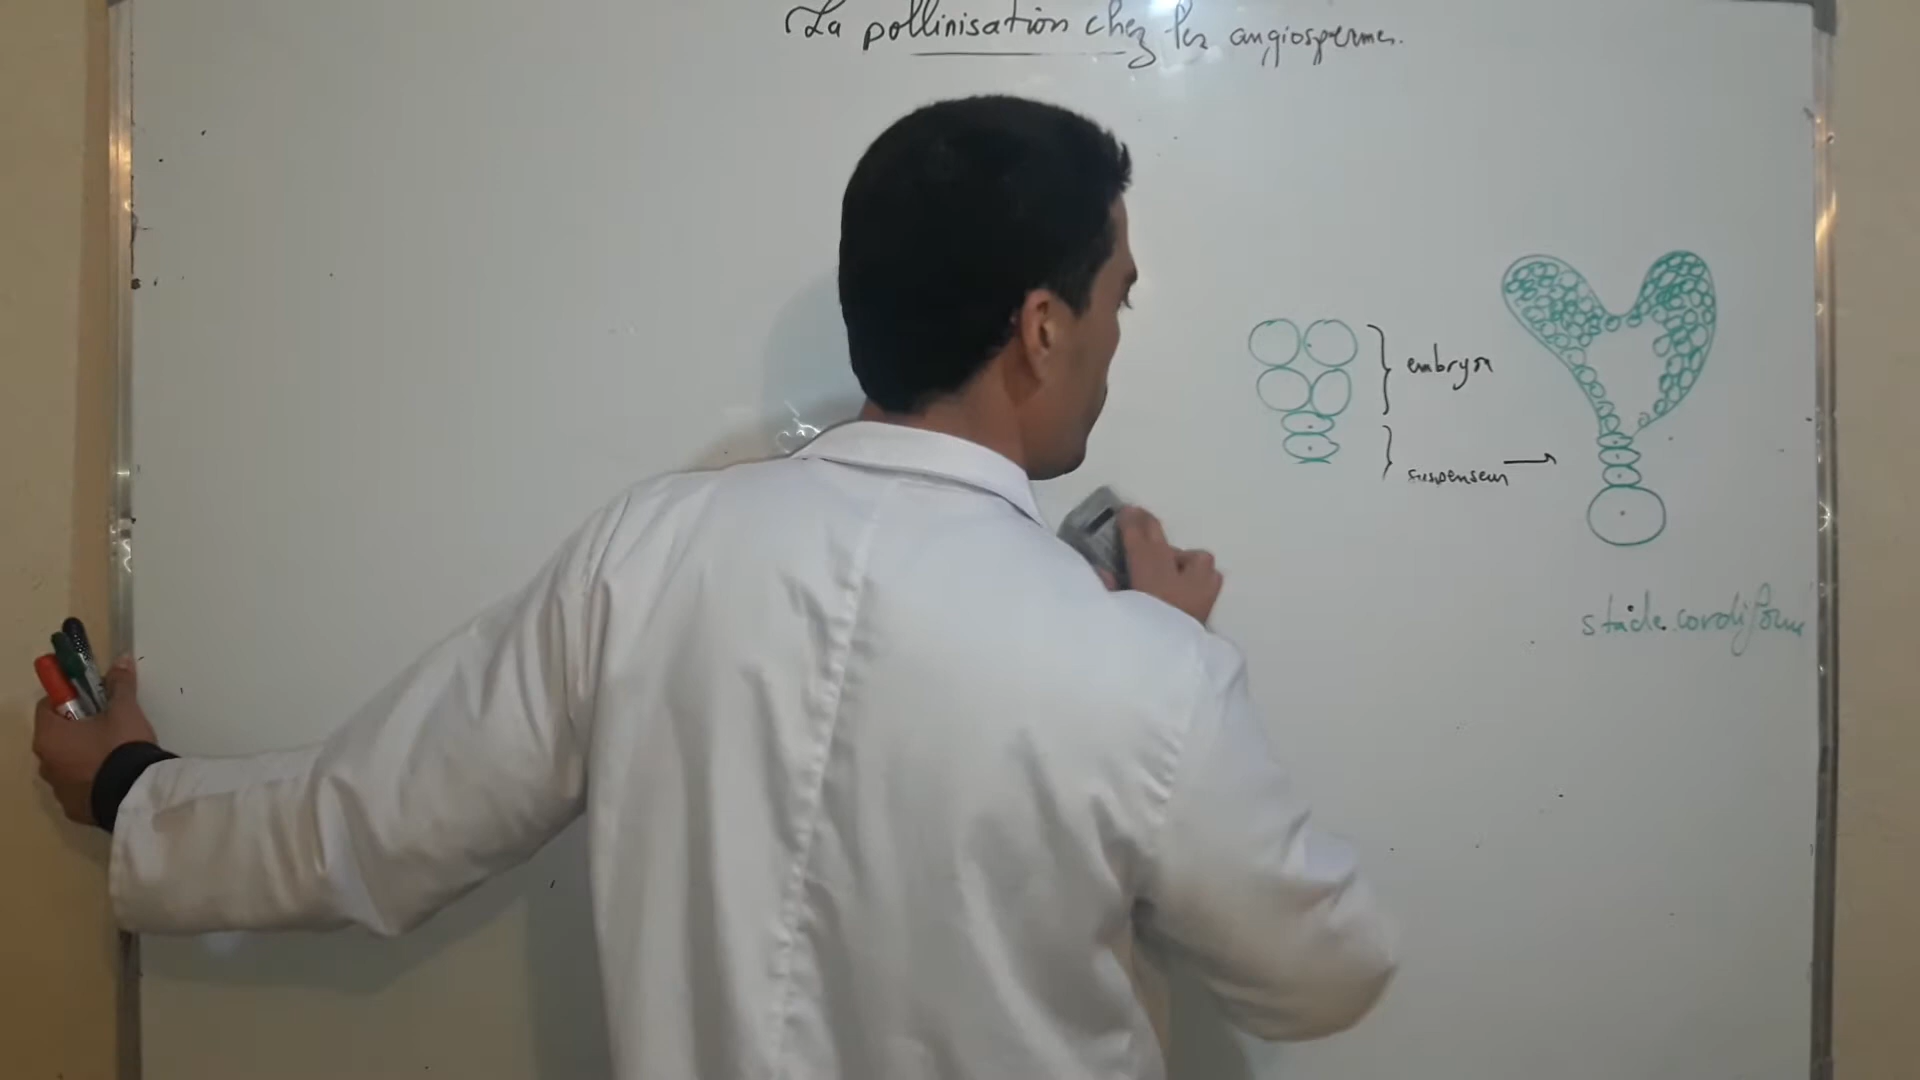 La pollinisation chez les angiospermes.
embryon
suspenseur
stade cordiforme